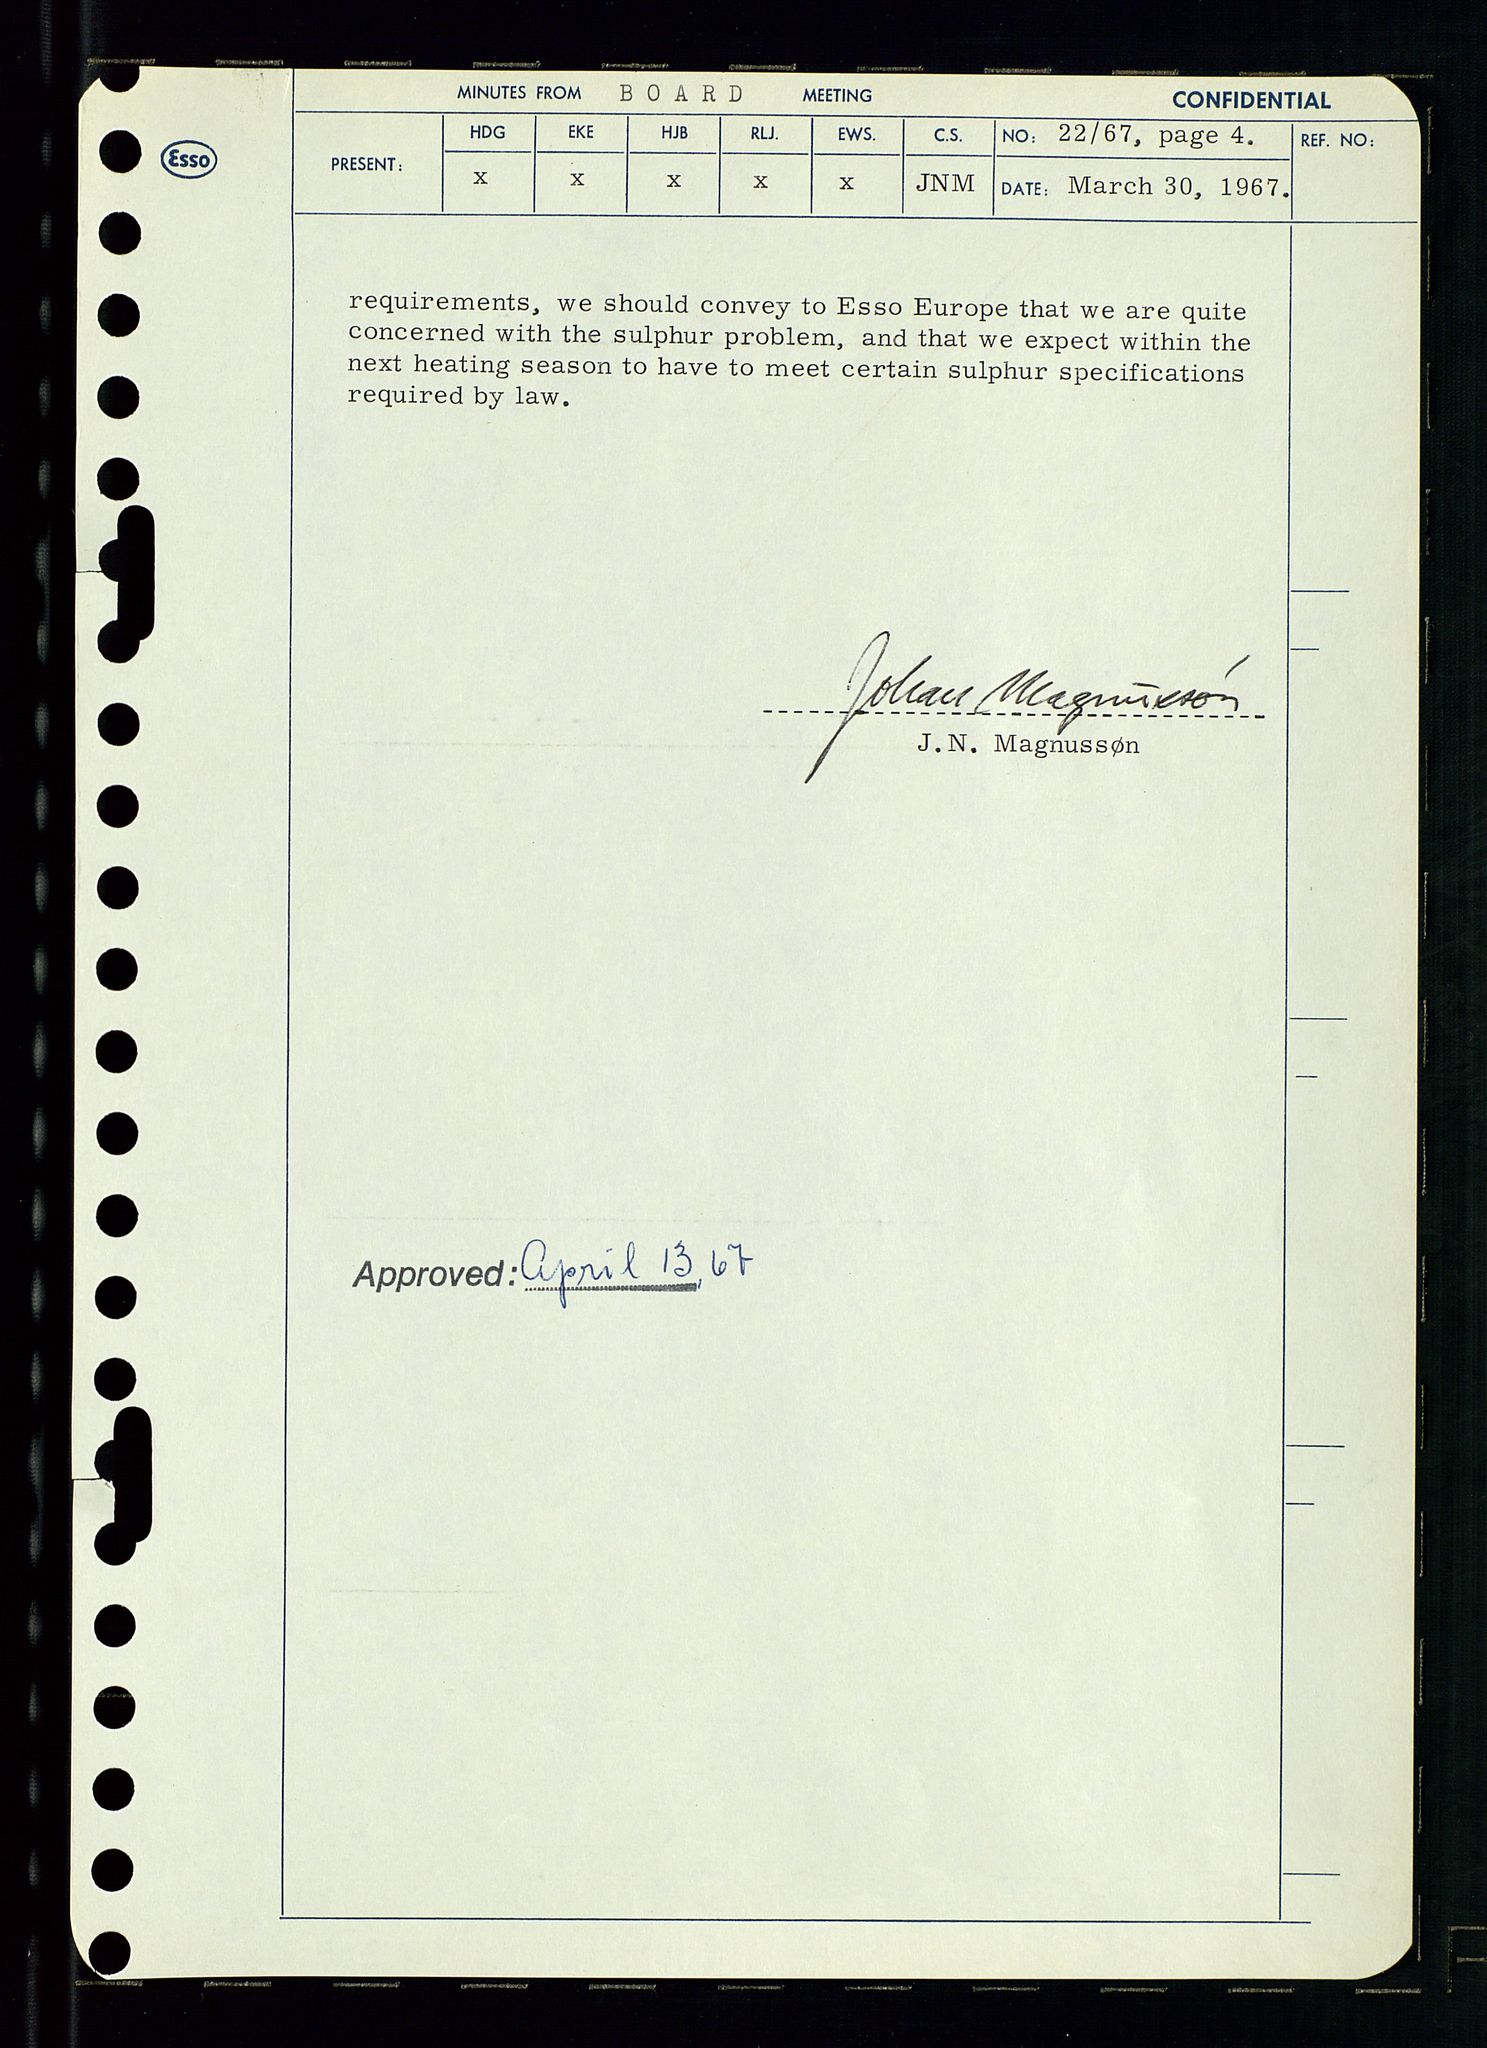 MINUTES FROM B O A R D MEETING CONFIDENTIAL
Esso
PRESENT: HDG EKE HJB RLJ. EWS. C.S. NO: 22/67, page 4. REF. NO:
x x x x x JNM DATE: March 30, 1967.
requirements, we should convey to Esso Europe that we are quite
concerned with the sulphur problem, and that we expect within the
next heating season to have to meet certain sulphur specifications
required by law.
Johan Magnussøn
J.N. Magnussøn
Approved: April 13, 67